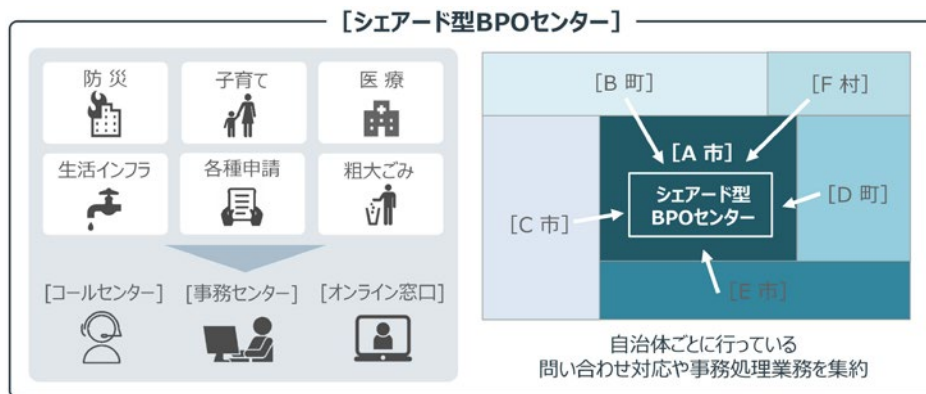 [シェアード型BPOセンター]
防 災
子育て
医 療
生活インフラ
各種申請
粗大ごみ
[コールセンター]
[事務センター]
[オンライン窓口]
[B 町]
[F 村]
[A 市]
シェアード型
BPOセンター
[C 市]
[D 町]
[E 市]
自治体ごとに行っている
問い合わせ対応や事務処理業務を集約